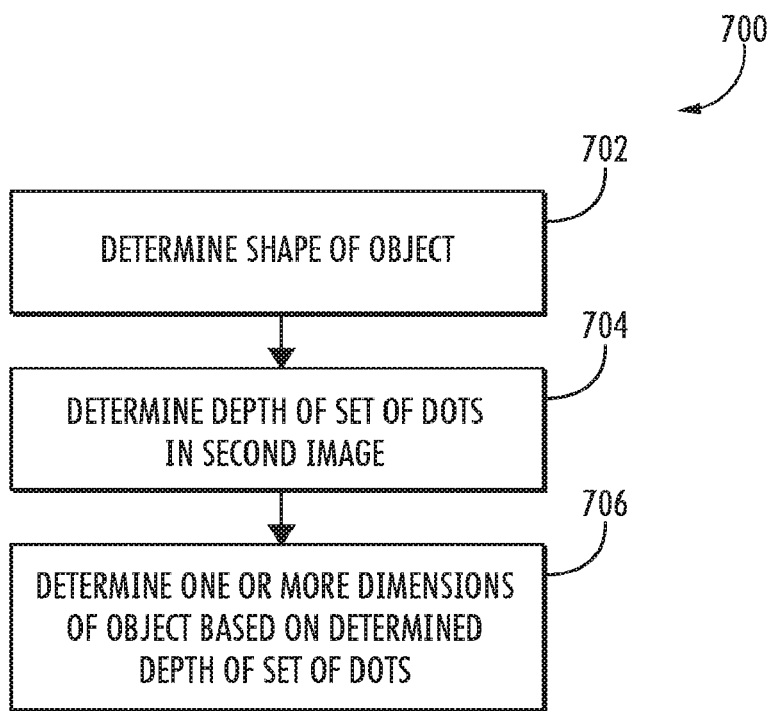 700
702
DETERMINE SHAPE OF OBJECT
704
DETERMINE DEPTH OF SET OF DOTS
IN SECOND IMAGE
706
DETERMINE ONE OR MORE DIMENSIONS
OF OBJECT BASED ON DETERMINED
DEPTH OF SET OF DOTS